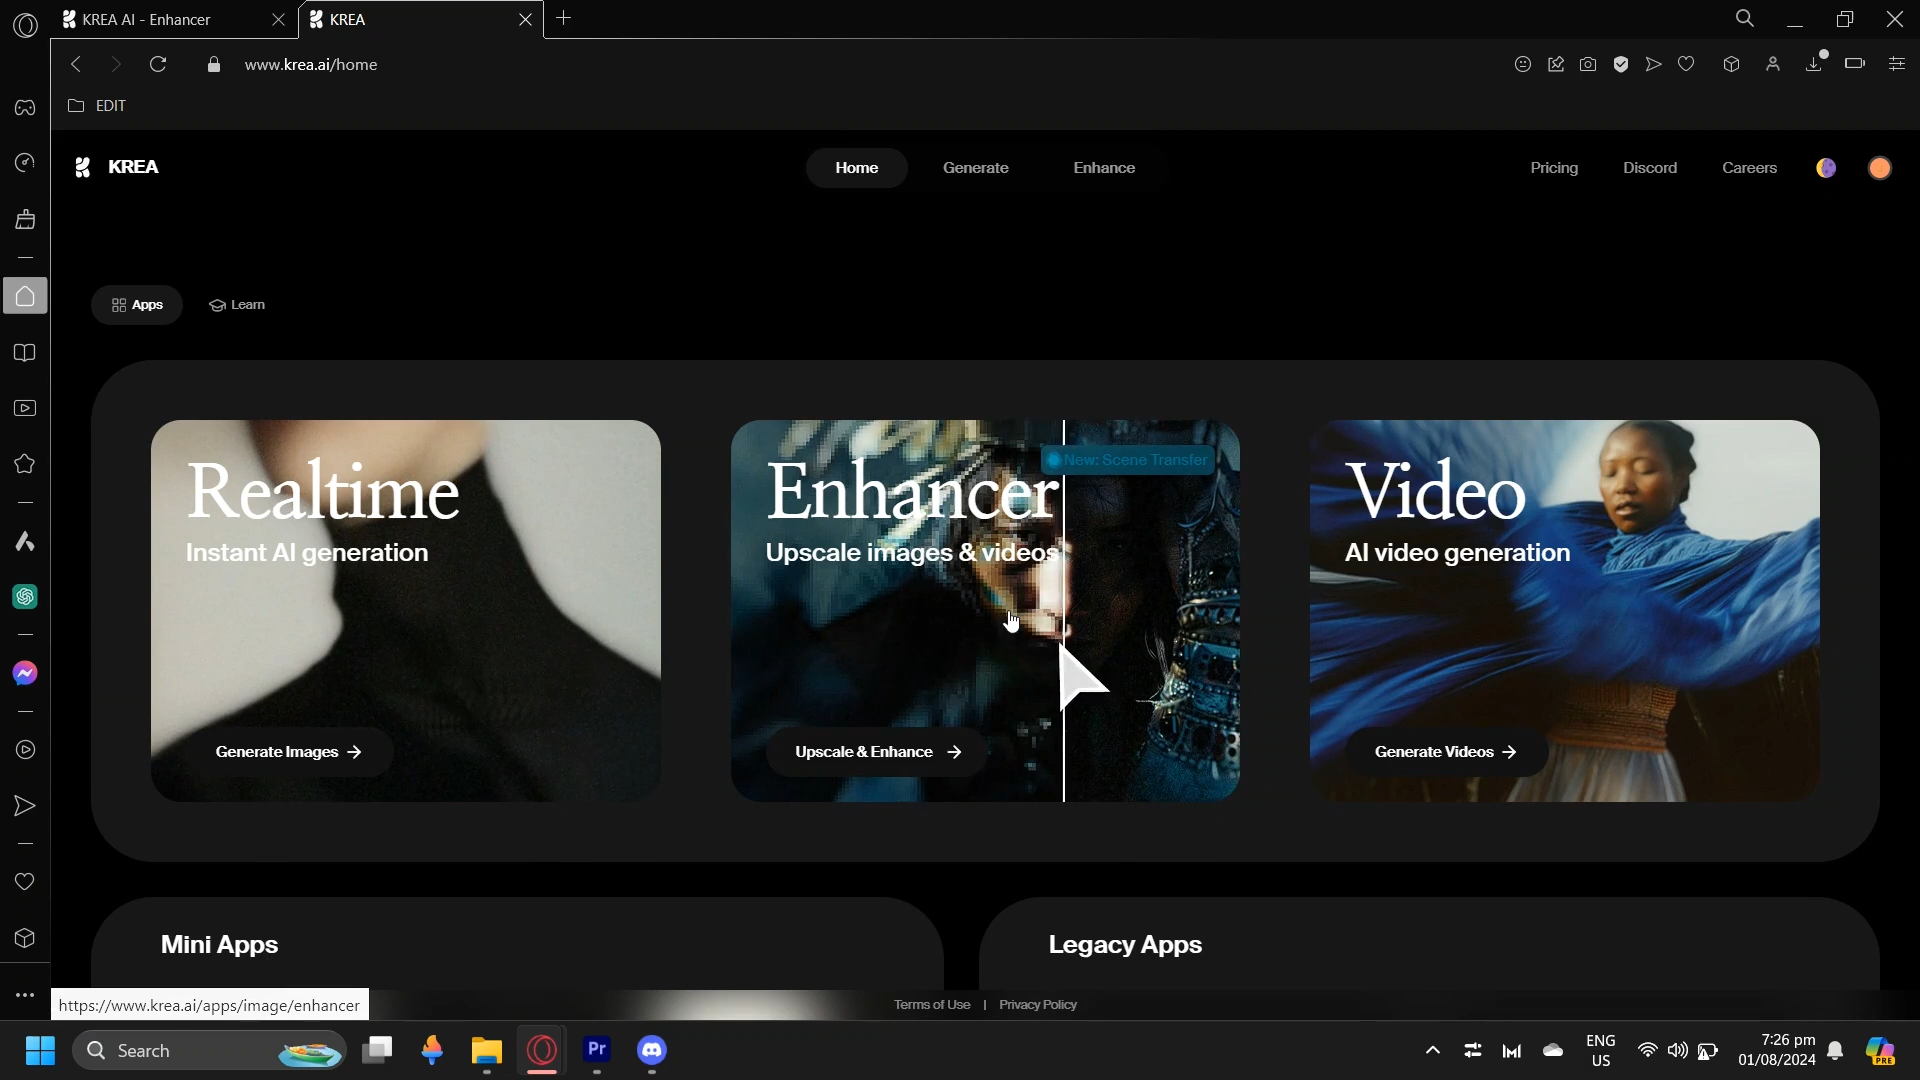 KREA AI - Enhancer
KREA
www.krea.ai/home
EDIT
KREA
Home
Generate
Enhance
Pricing
Discord
Careers
Apps
Learn
Realtime
Instant AI generation
Generate Images
New: Scene Transfer
Enhancer
Upscale images & videos
Upscale & Enhance
Video
AI video generation
Generate Videos
Mini Apps
Legacy Apps
https://www.krea.ai/apps/image/enhancer
Terms of Use | Privacy Policy
Search
Pr
ENG
US
7:26 pm
01/08/2024
PRE